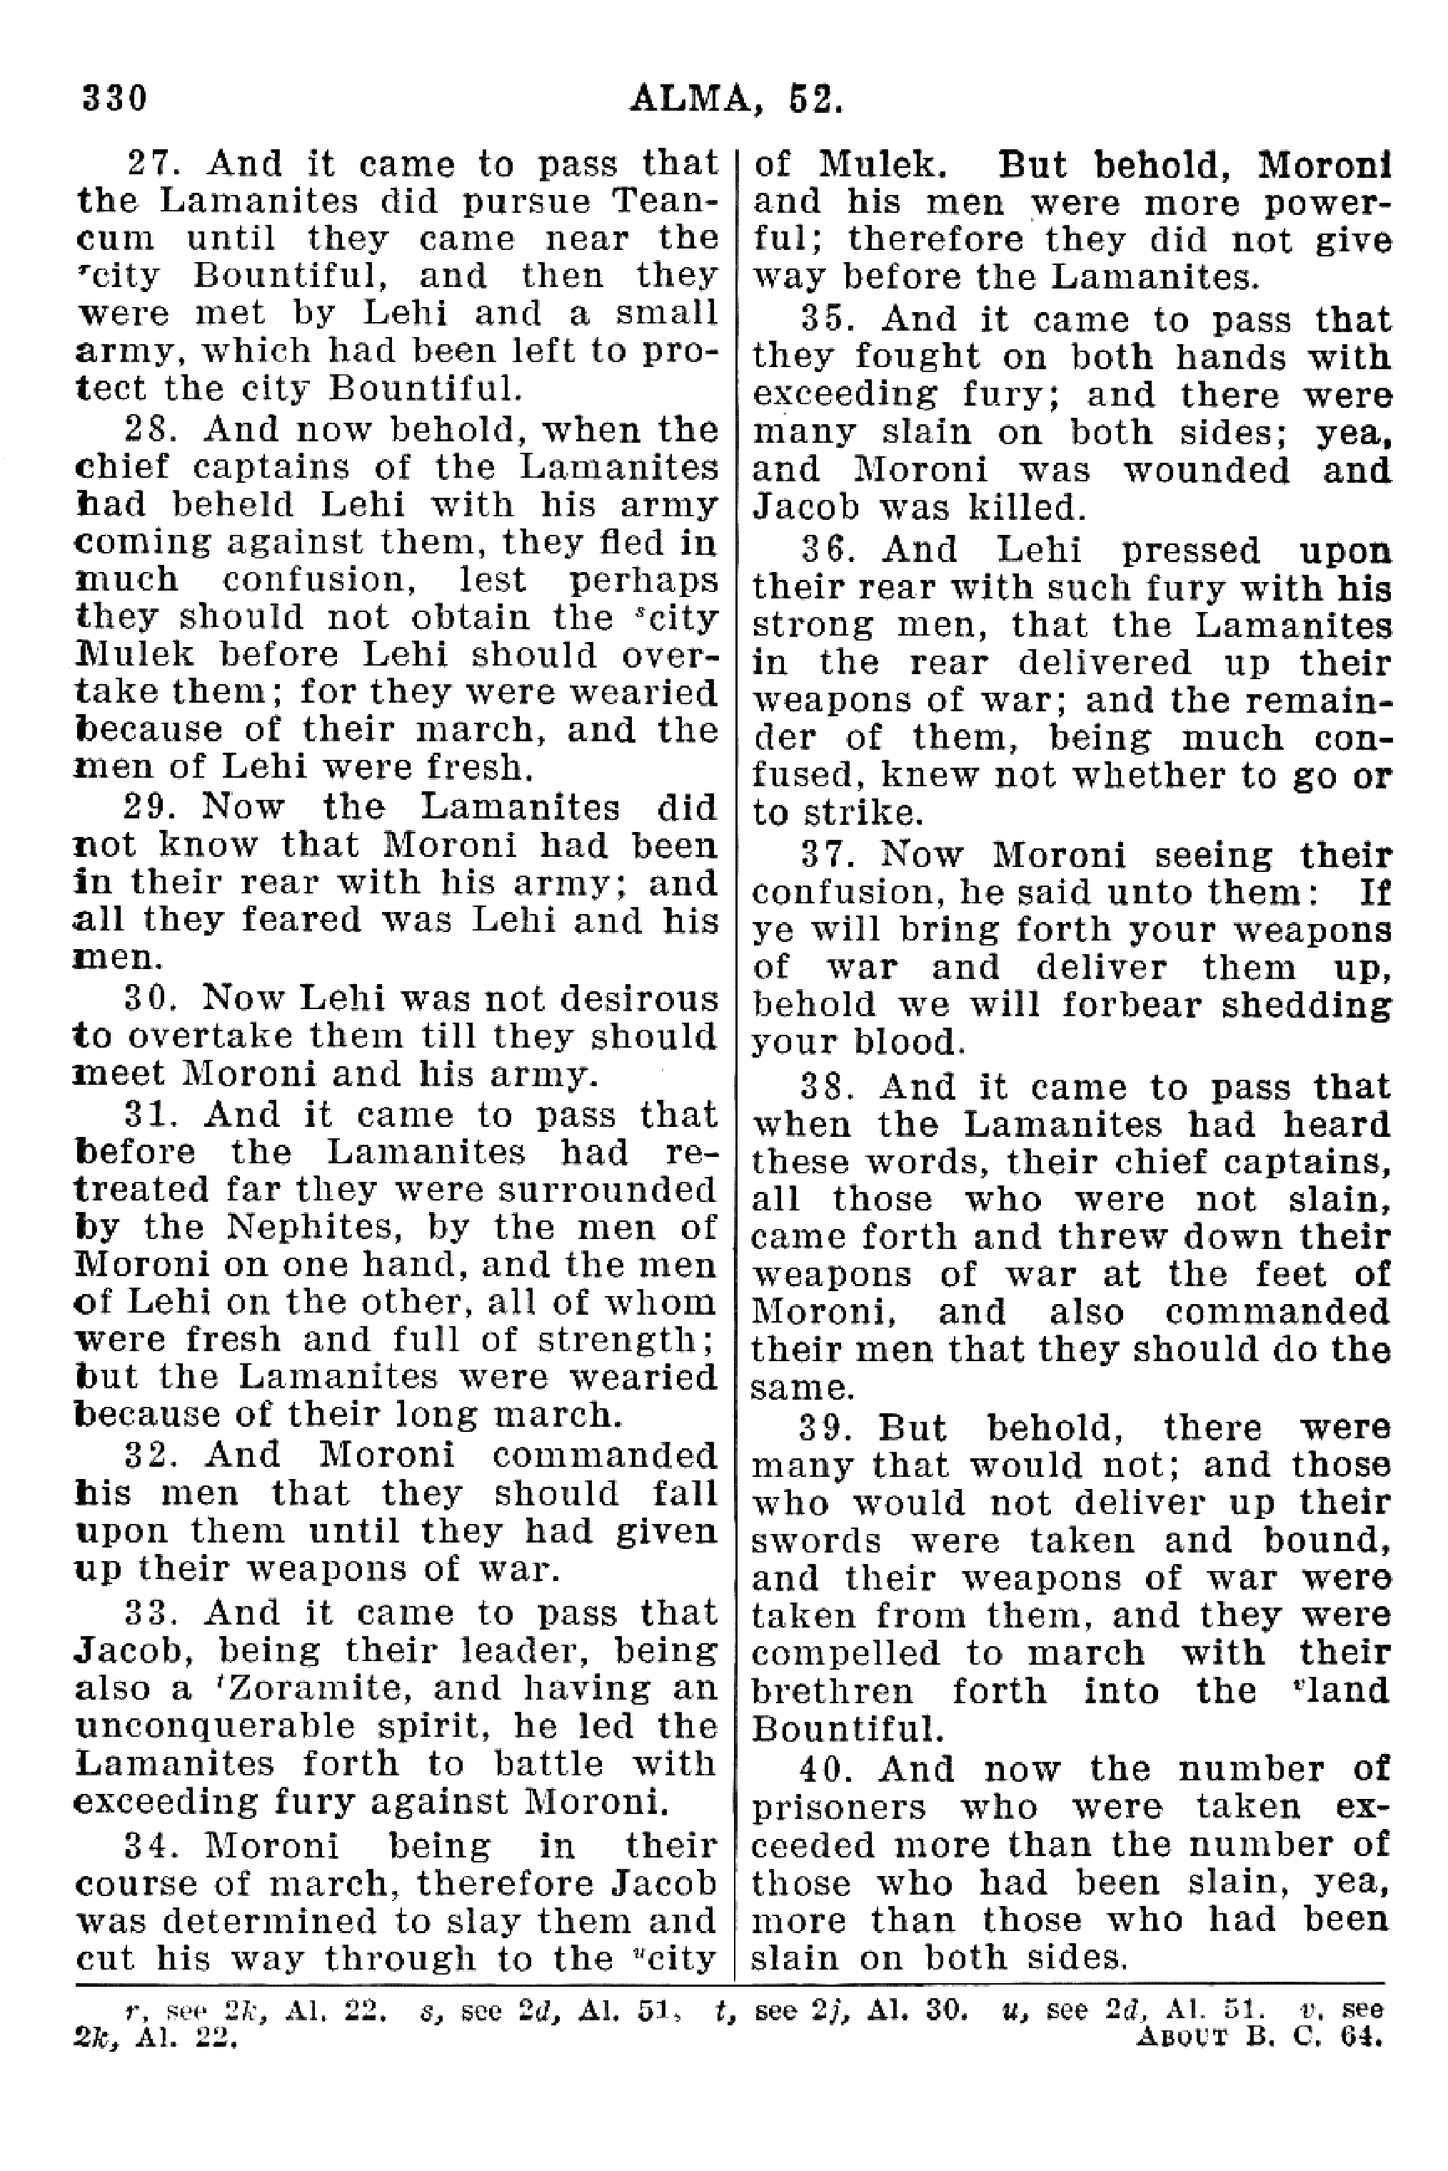 330
ALMA, 52.
27. And it came to pass that
the Lamanites did pursue Tean-
cum until they came near the
rcity Bountiful, and then they
were met by Lehi and a small
army, which had been left to pro-
tect the city Bountiful.
28. And now behold, when the
chief captains of the Lamanites
had beheld Lehi with his army
coming against them, they fled in
much confusion, lest perhaps
they should not obtain the scity
Mulek before Lehi should over-
take them; for they were wearied
because of their march, and the
men of Lehi were fresh.
29. Now the Lamanites did
not know that Moroni had been
in their rear with his army; and
all they feared was Lehi and his
men.
30. Now Lehi was not desirous
to overtake them till they should
meet Moroni and his army.
31. And it came to pass that
before the Lamanites had re-
treated far they were surrounded
by the Nephites, by the men of
Moroni on one hand, and the men
of Lehi on the other, all of whom
were fresh and full of strength;
but the Lamanites were wearied
because of their long march.
32. And Moroni commanded
his men that they should fall
upon them until they had given
up their weapons of war.
33. And it came to pass that
Jacob, being their leader, being
also a tZoramite, and having an
unconquerable spirit, he led the
Lamanites forth to battle with
exceeding fury against Moroni.
34. Moroni being in their
course of march, therefore Jacob
was determined to slay them and
cut his way through to the ucity
of Mulek. But behold, Moroni
and his men were more power-
ful; therefore they did not give
way before the Lamanites.
35. And it came to pass that
they fought on both hands with
exceeding fury; and there were
many slain on both sides; yea,
and Moroni was wounded and
Jacob was killed.
36. And Lehi pressed upon
their rear with such fury with his
strong men, that the Lamanites
in the rear delivered up their
weapons of war; and the remain-
der of them, being much con-
fused, knew not whether to go or
to strike.
37. Now Moroni seeing their
confusion, he said unto them: If
ye will bring forth your weapons
of war and deliver them up,
behold we will forbear shedding
your blood.
38. And it came to pass that
when the Lamanites had heard
these words, their chief captains,
all those who were not slain,
came forth and threw down their
weapons of war at the feet of
Moroni, and also commanded
their men that they should do the
same.
39. But behold, there were
many that would not; and those
who would not deliver up their
swords were taken and bound,
and their weapons of war were
taken from them, and they were
compelled to march with their
brethren forth into the vland
Bountiful.
40. And now the number of
prisoners who were taken ex-
ceeded more than the number of
those who had been slain, yea,
more than those who had been
slain on both sides.
r, see 2k, Al. 22. s, see 2d, Al. 51, t, see 2j, Al. 30. u, see 2d, Al. 51. v, see
2k, Al. 22.
ABOUT B. C. 64.